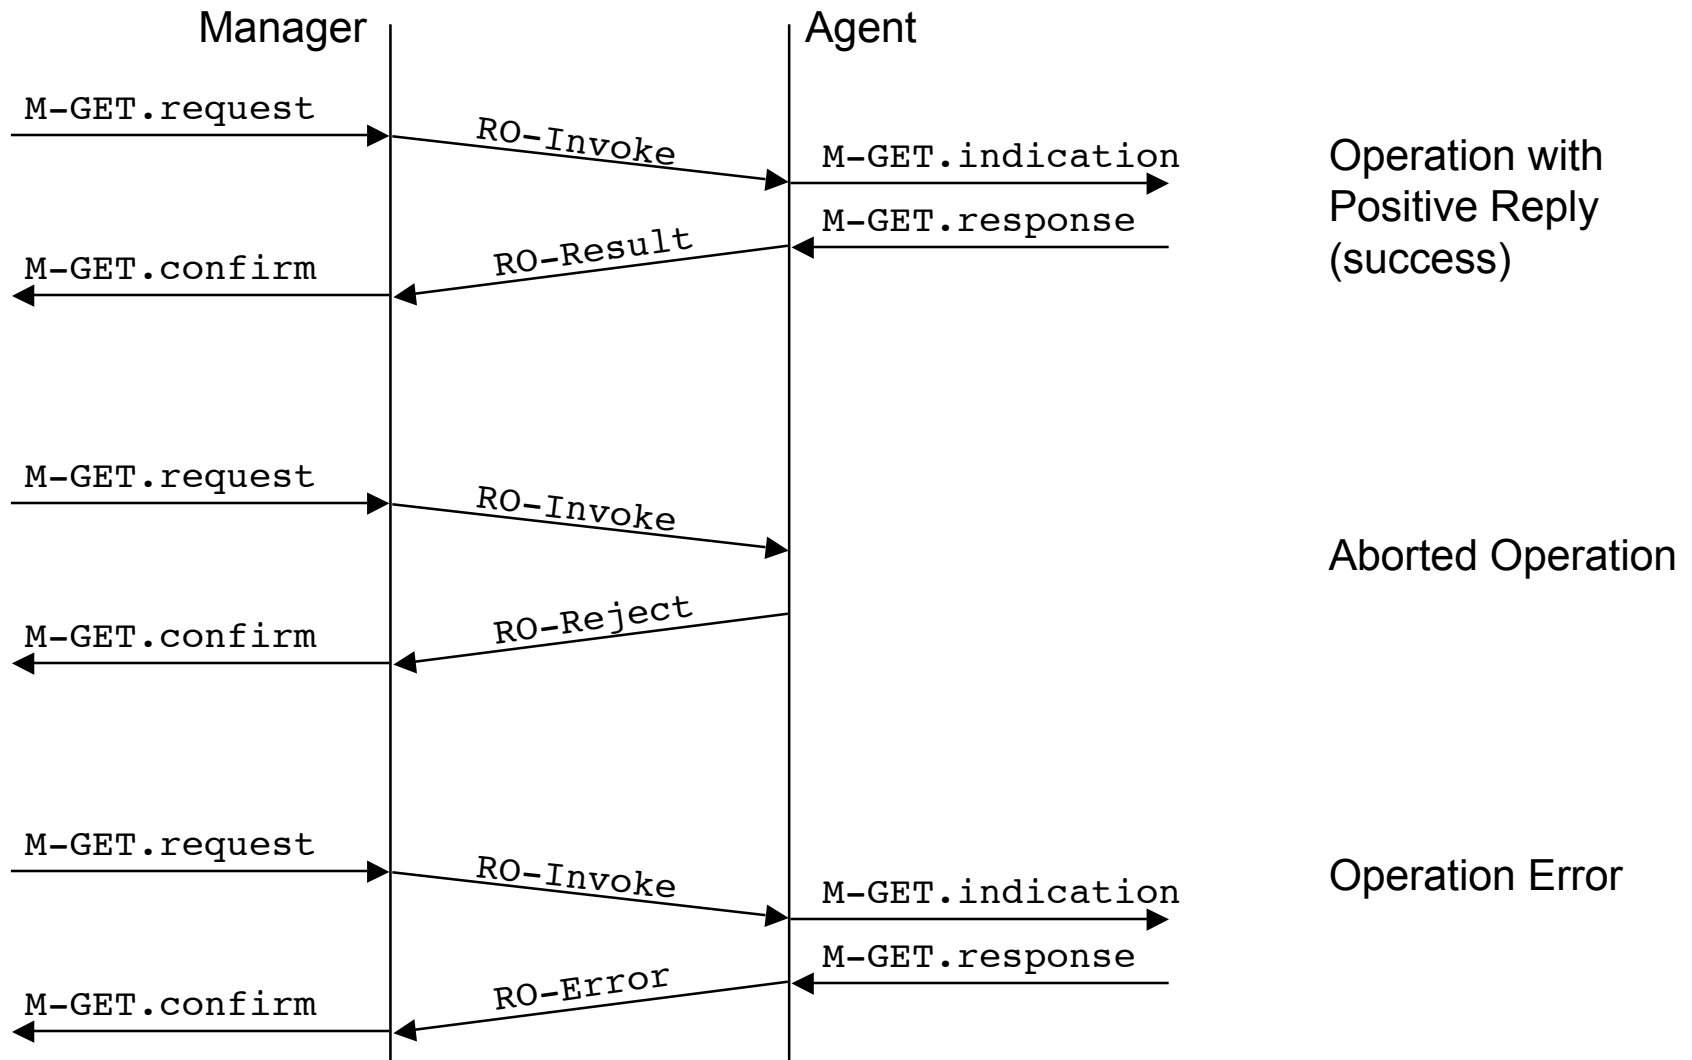 Manager
Agent
M-GET.request
RO-Invoke
M-GET.indication
Operation with
Positive Reply
(success)
M-GET.response
RO-Result
M-GET.confirm
M-GET.request
RO-Invoke
Aborted Operation
RO-Reject
M-GET.confirm
M-GET.request
RO-Invoke
M-GET.indication
Operation Error
M-GET.response
RO-Error
M-GET.confirm